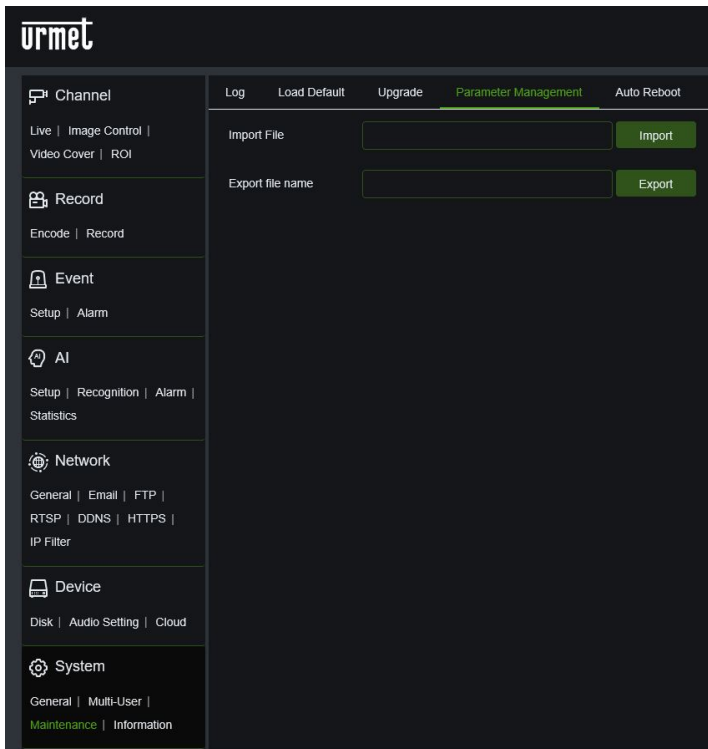 urmet
Channel
Live | Image Control |
Video Cover | ROI
Record
Encode | Record
Event
Setup | Alarm
AI
Setup | Recognition | Alarm |
Statistics
Network
General | Email | FTP |
RTSP | DDNS | HTTPS |
IP Filter
Device
Disk | Audio Setting | Cloud
System
General | Multi-User |
Maintenance | Information
Log Load Default Upgrade Parameter Management Auto Reboot
Import File Import
Export file name Export